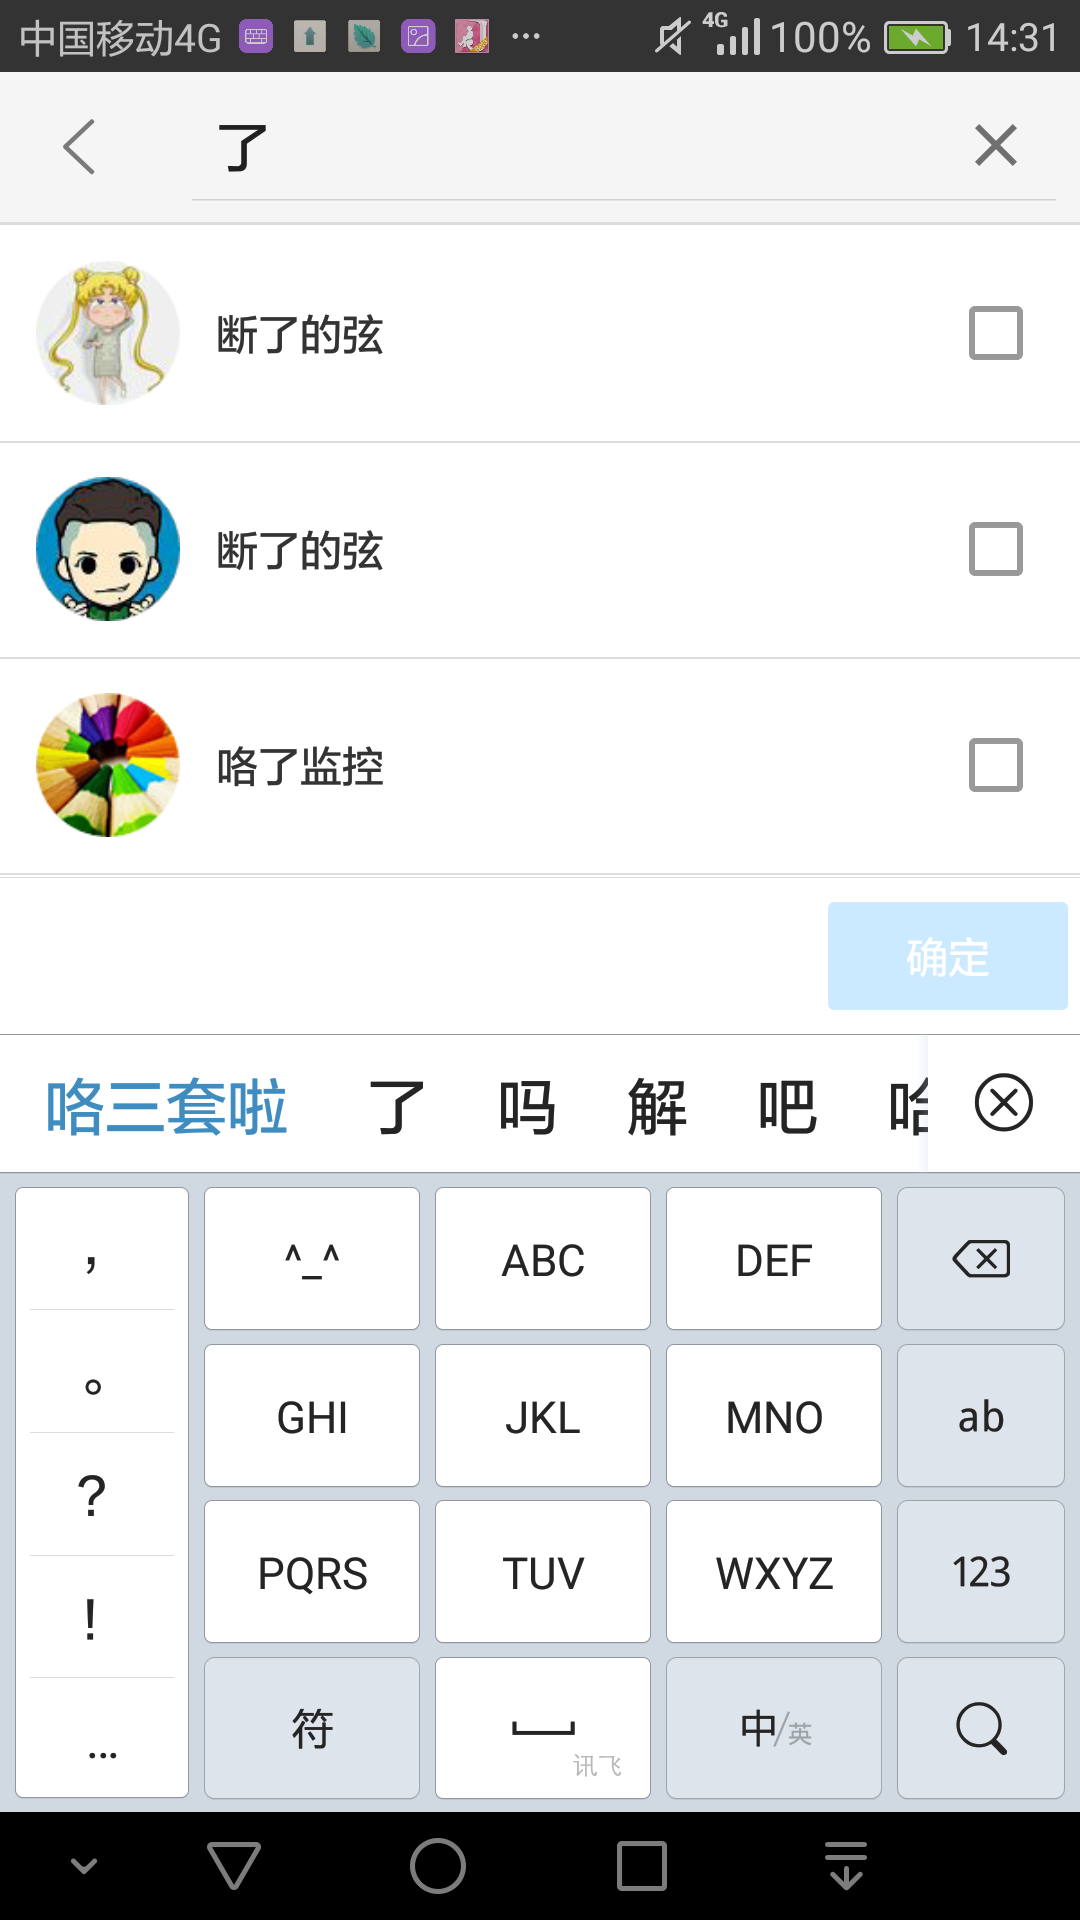 中国移动4G 4G 100% 14:31
了
断了的弦
断了的弦
咯了监控
确定
咯三套啦 了 吗 解 吧 哈
， ^_^ ABC DEF
。 GHI JKL MNO ab
? PQRS TUV WXYZ 123
!
... 符 讯飞 中/英